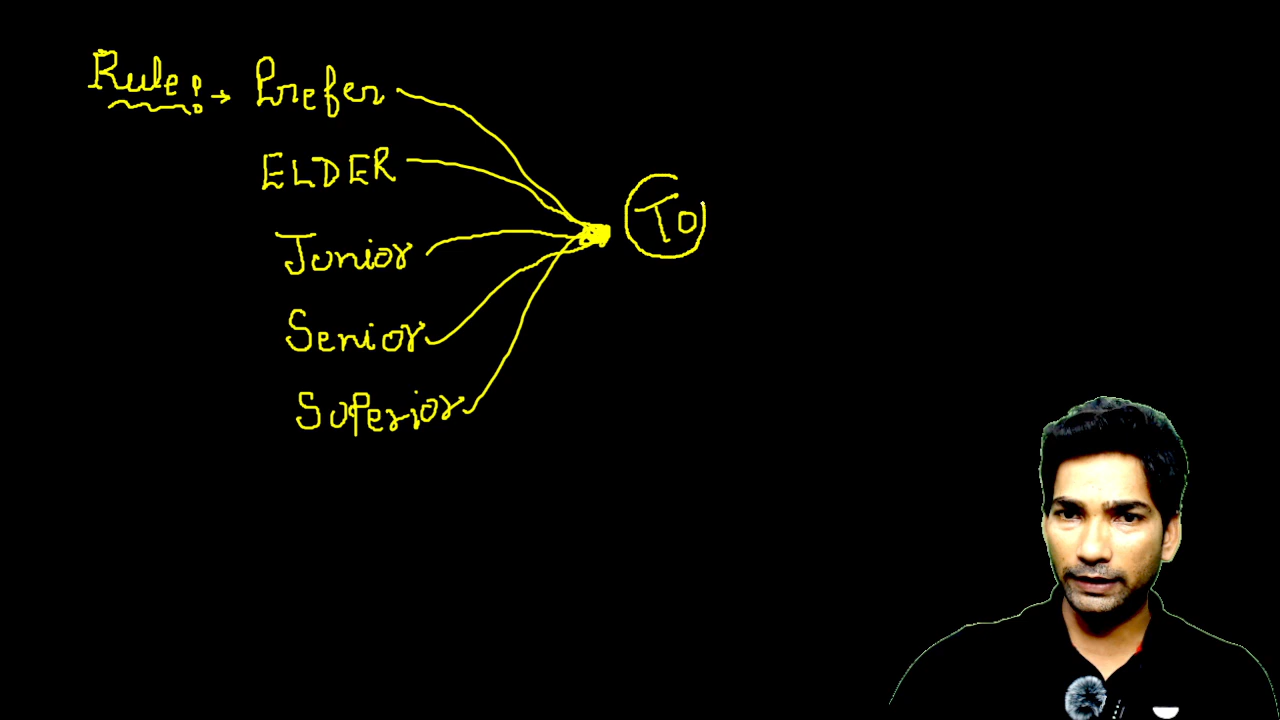 Rule: → Prefer
ELDER
Junior
Senior
Superior
To